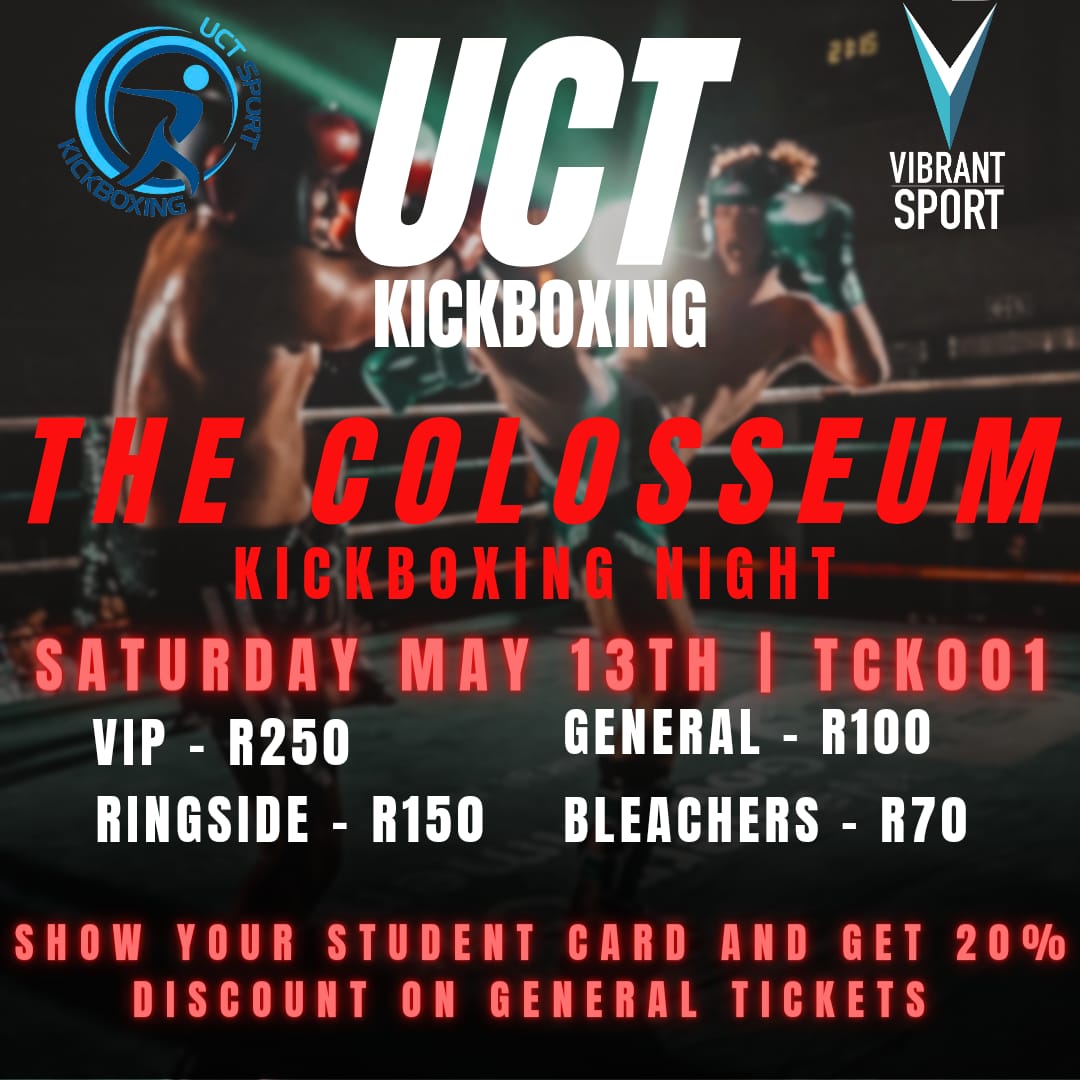 UCT SPORT
KICKBOXING
UCT
KICKBOXING
VIBRANT
SPORT
THE COLOSSEUM
KICKBOXING NIGHT
SATURDAY MAY 13TH | TCK001
VIP - R250
GENERAL - R100
RINGSIDE - R150
BLEACHERS - R70
SHOW YOUR STUDENT CARD AND GET 20%
DISCOUNT ON GENERAL TICKETS